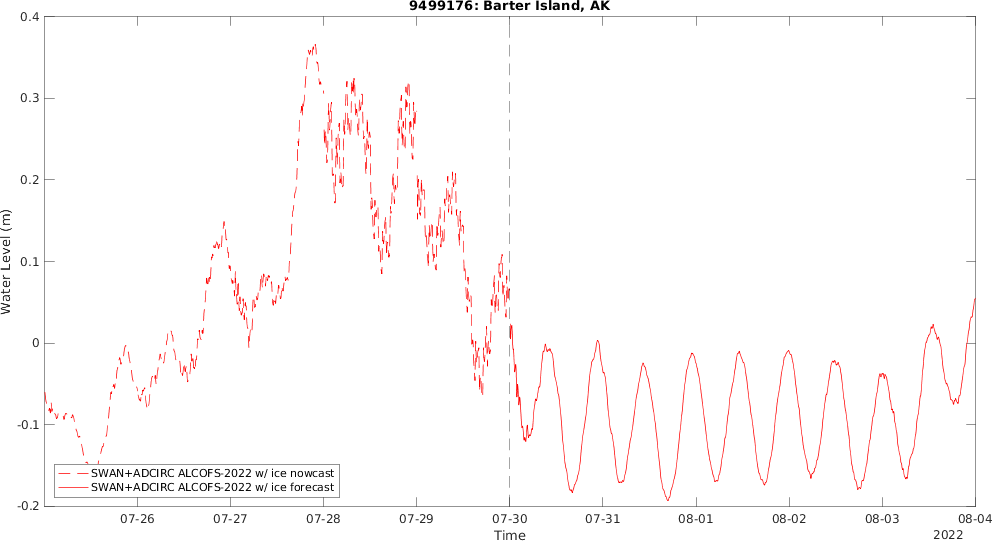 9499176: Barter Island, AK
0.4
0.3
0.2
0.1
0
-0.1
-0.2
Water Level (m)
SWAN+ADCIRC ALCOFS-2022 w/ ice nowcast
SWAN+ADCIRC ALCOFS-2022 w/ ice forecast
07-26 07-27 07-28 07-29 07-30 07-31 08-01 08-02 08-03 08-04
Time
2022